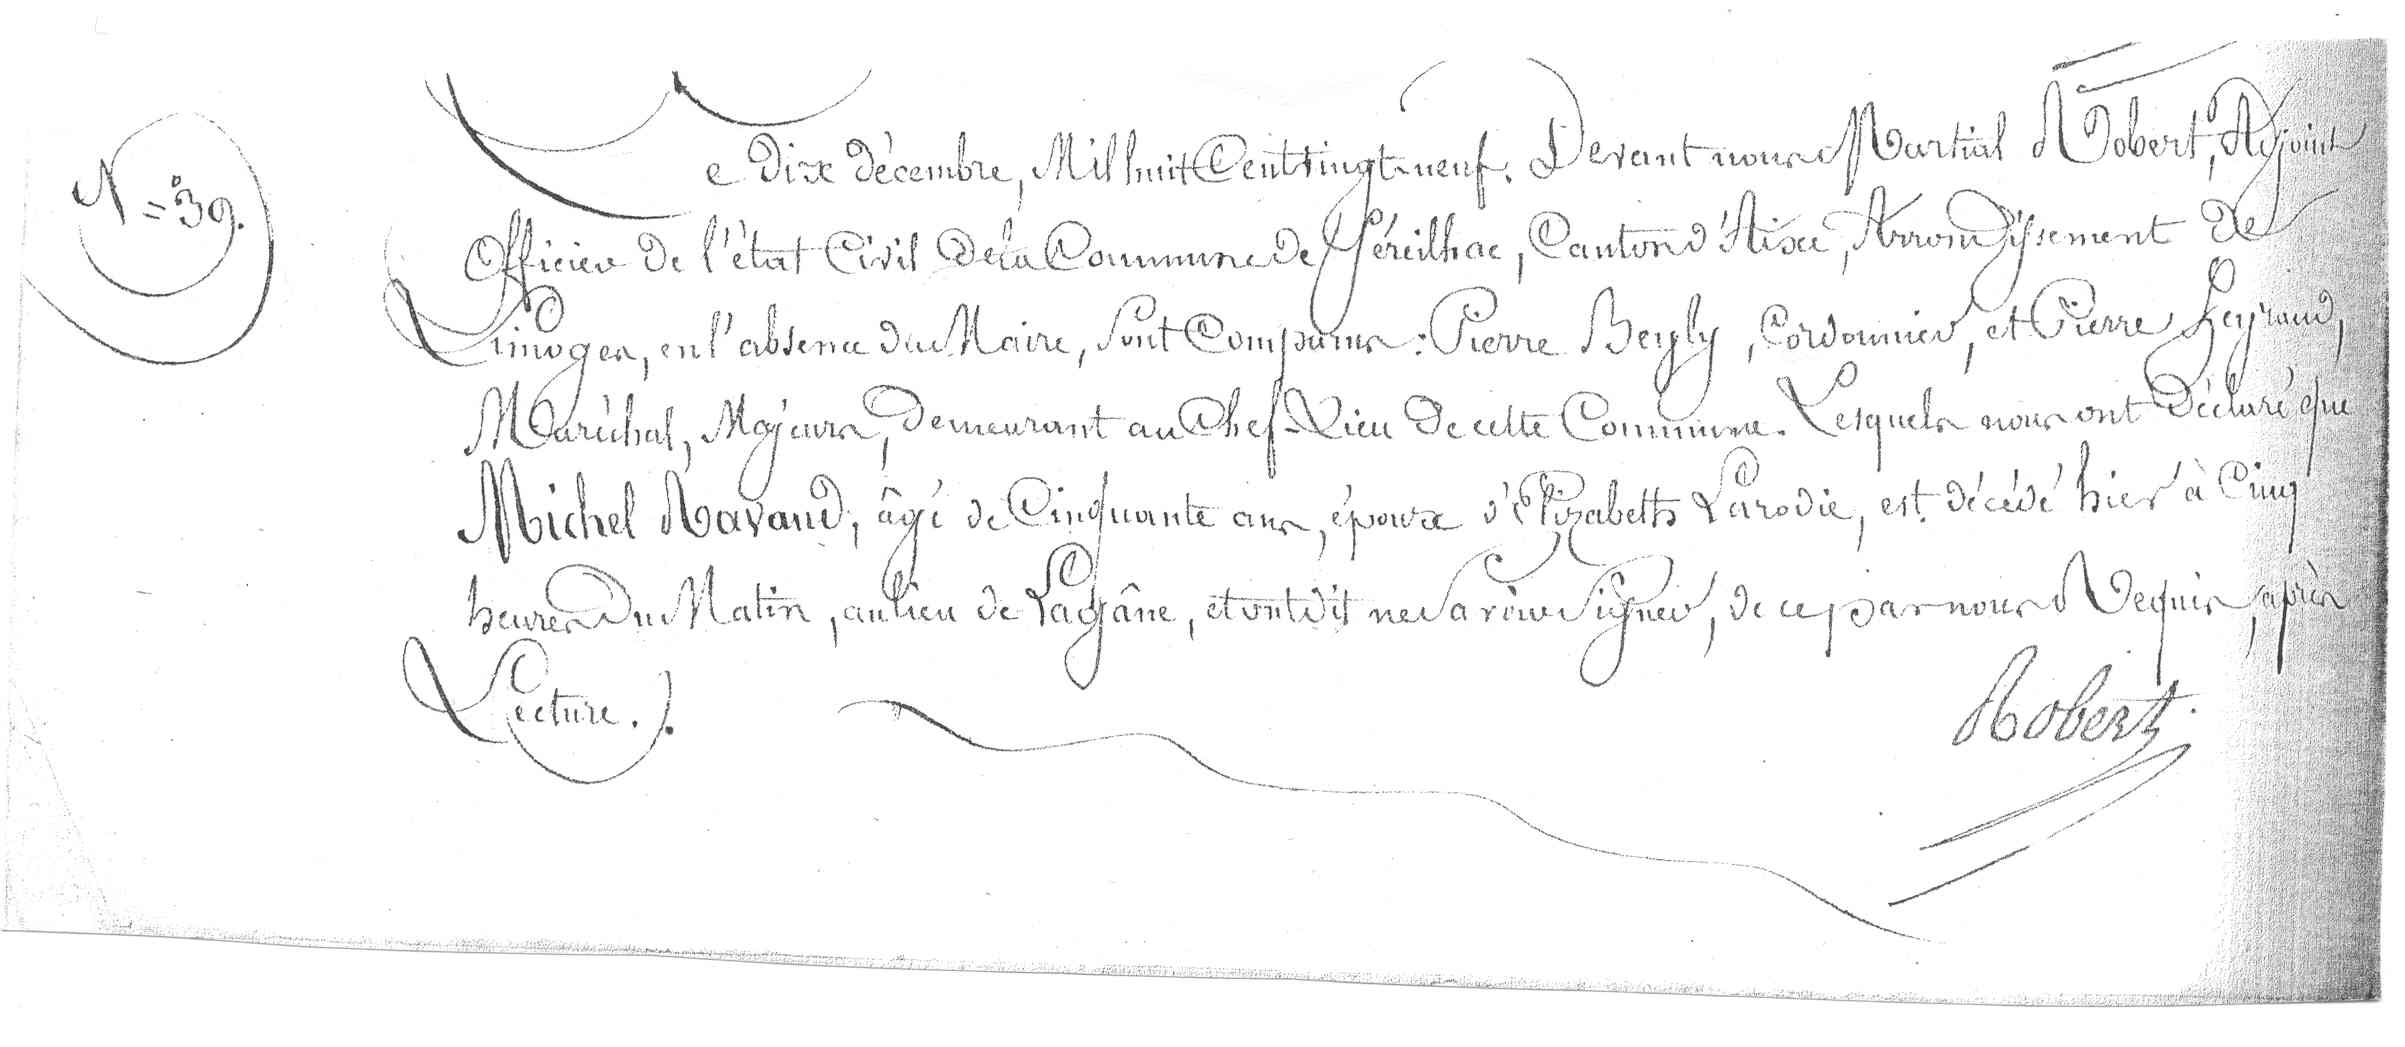 N=° 39.
Le dix décembre, Mil huit Cent vingt-neuf. Devant nous Martial Robert, Adjoint
Officier de l'état Civil de la Commune de Séreilhac, Canton d'Aixe, Arrondissement de
Limoges, en l'absence du Maire, Sont Comparus : Pierre Beyly, Cordonnier, et Pierre Heyraud,
Maréchal, Majeurs, demeurant au Chef-Lieu de cette Commune. Lesquels nous ont déclaré que
Michel Ravaud, âgé de Cinquante ans, époux d'Elizabeth Larodie, est décédé hier à Cinq
heures du Matin, au lieu de Lagâne, et ont dit ne Savoir Signer, de ce par nous Requis, après
Lecture.
Robert